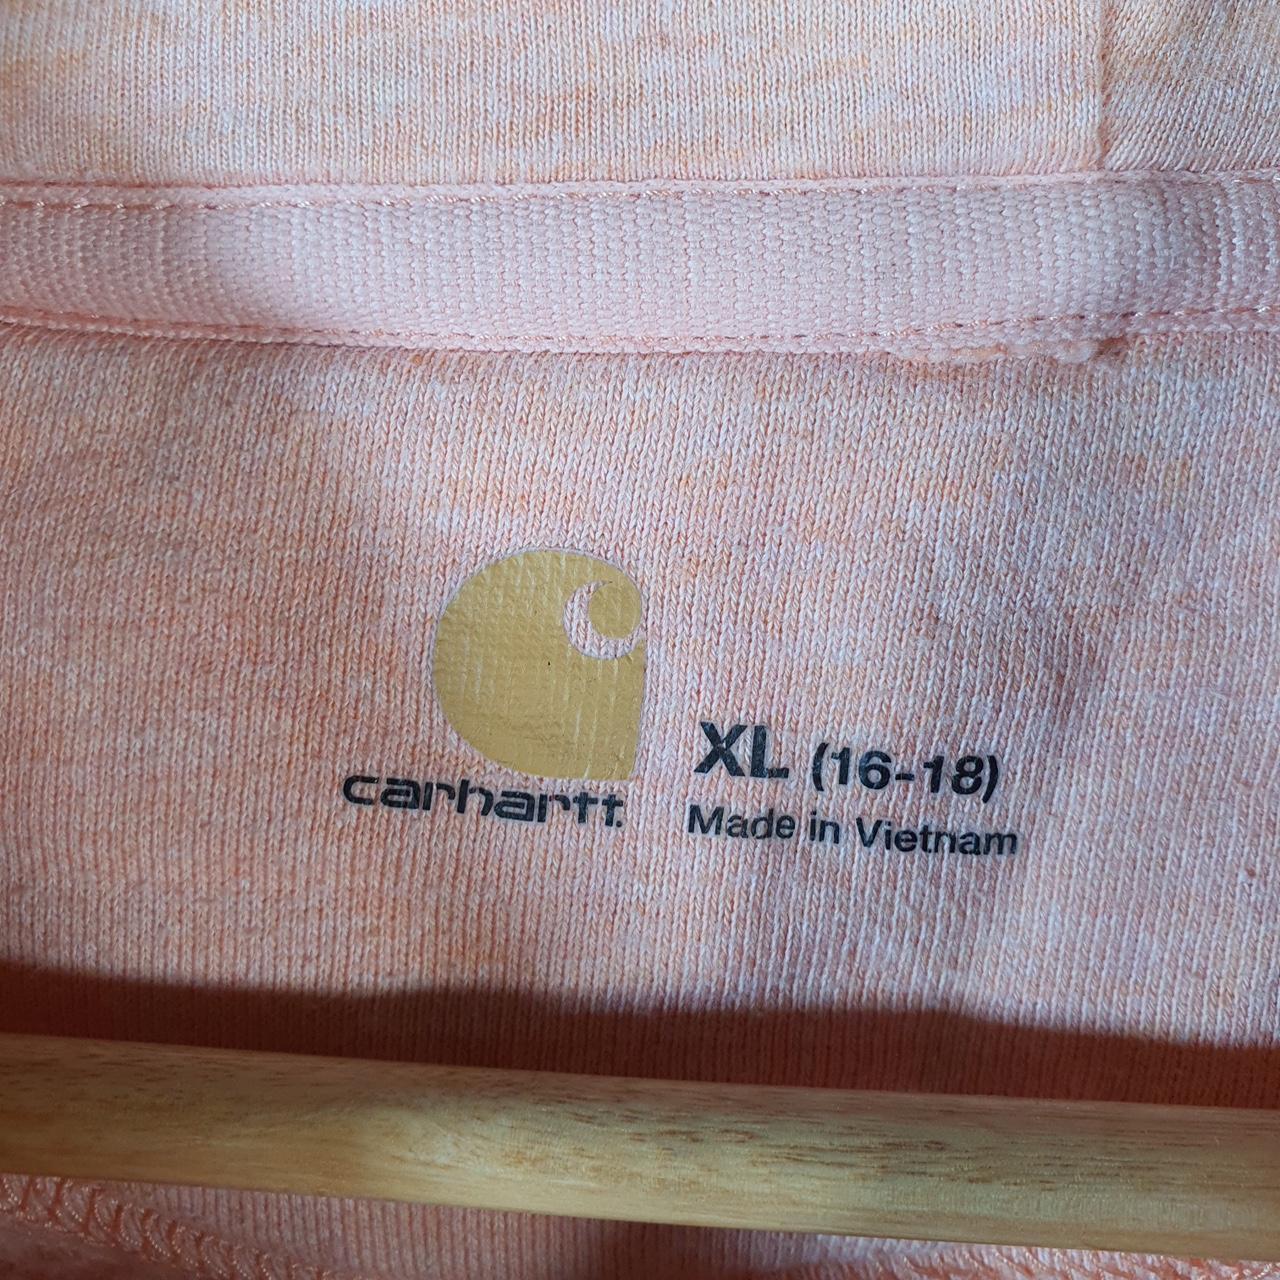 carhartt.
XL (16-18)
Made in Vietnam